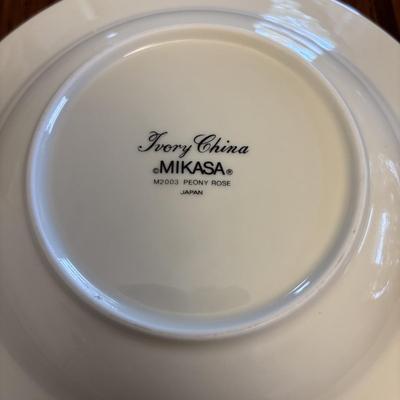 Ivory China
©MIKASA®
M2003 PEONY ROSE
JAPAN